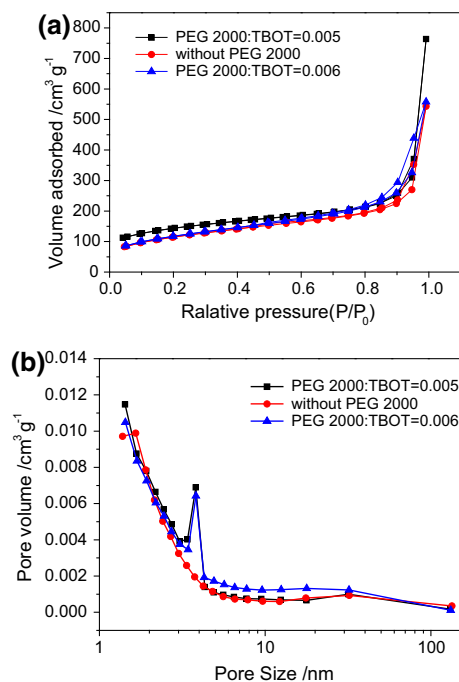 (a)
800
700
600
500
400
300
200
100
0
Volume adsorbed /cm³ g⁻¹
PEG 2000:TBOT=0.005
without PEG 2000
PEG 2000:TBOT=0.006
0.0 0.2 0.4 0.6 0.8 1.0
Ralative pressure(P/P₀)
(b)
0.014
0.012
0.010
0.008
0.006
0.004
0.002
0.000
Pore volume /cm³ g⁻¹
PEG 2000:TBOT=0.005
without PEG 2000
PEG 2000:TBOT=0.006
1 10 100
Pore Size /nm